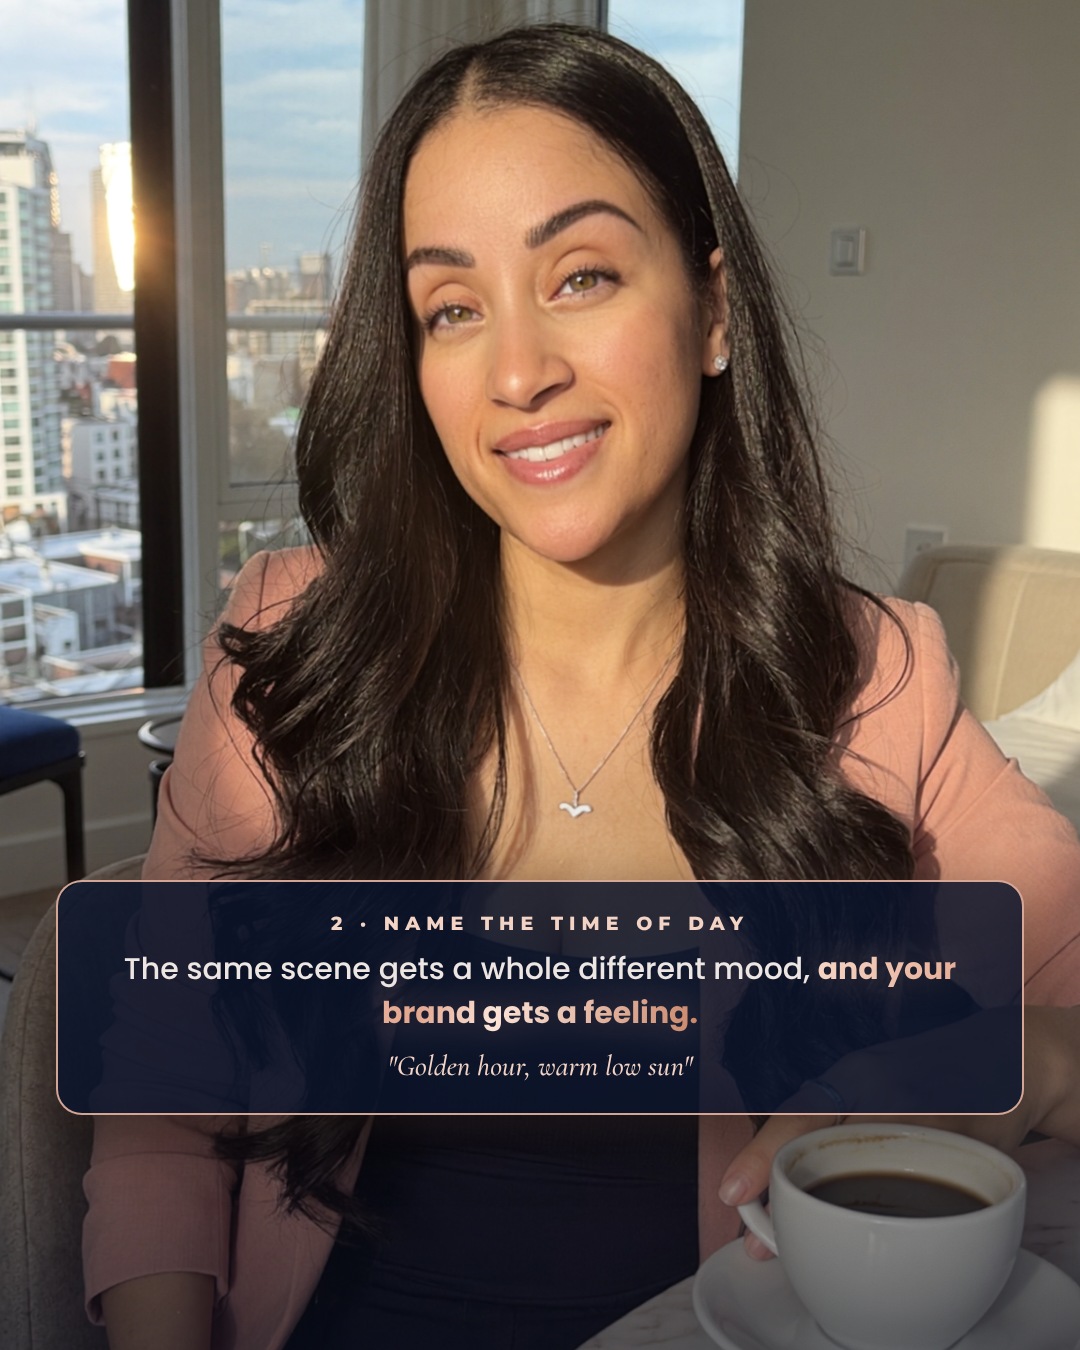 2 · NAME THE TIME OF DAY
The same scene gets a whole different mood, and your
brand gets a feeling.
"Golden hour, warm low sun"